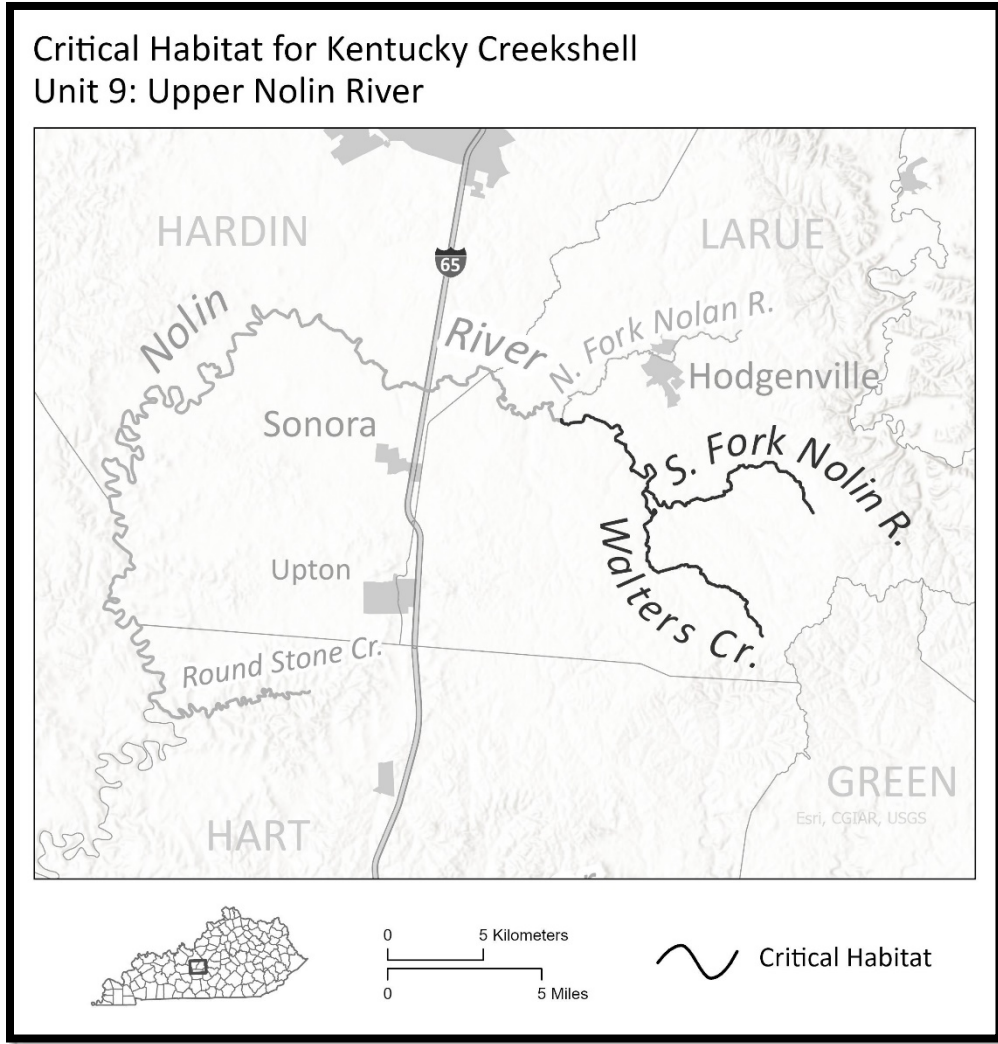 Critical Habitat for Kentucky Creekshell
Unit 9: Upper Nolin River
HARDIN
LARUE
65
Nolin
River
N. Fork Nolan R.
Hodgenville
Sonora
S. Fork Nolin R.
Walters Cr.
Upton
Round Stone Cr.
GREEN
Esri, CGIAR, USGS
HART
0 5 Kilometers
0 5 Miles
Critical Habitat